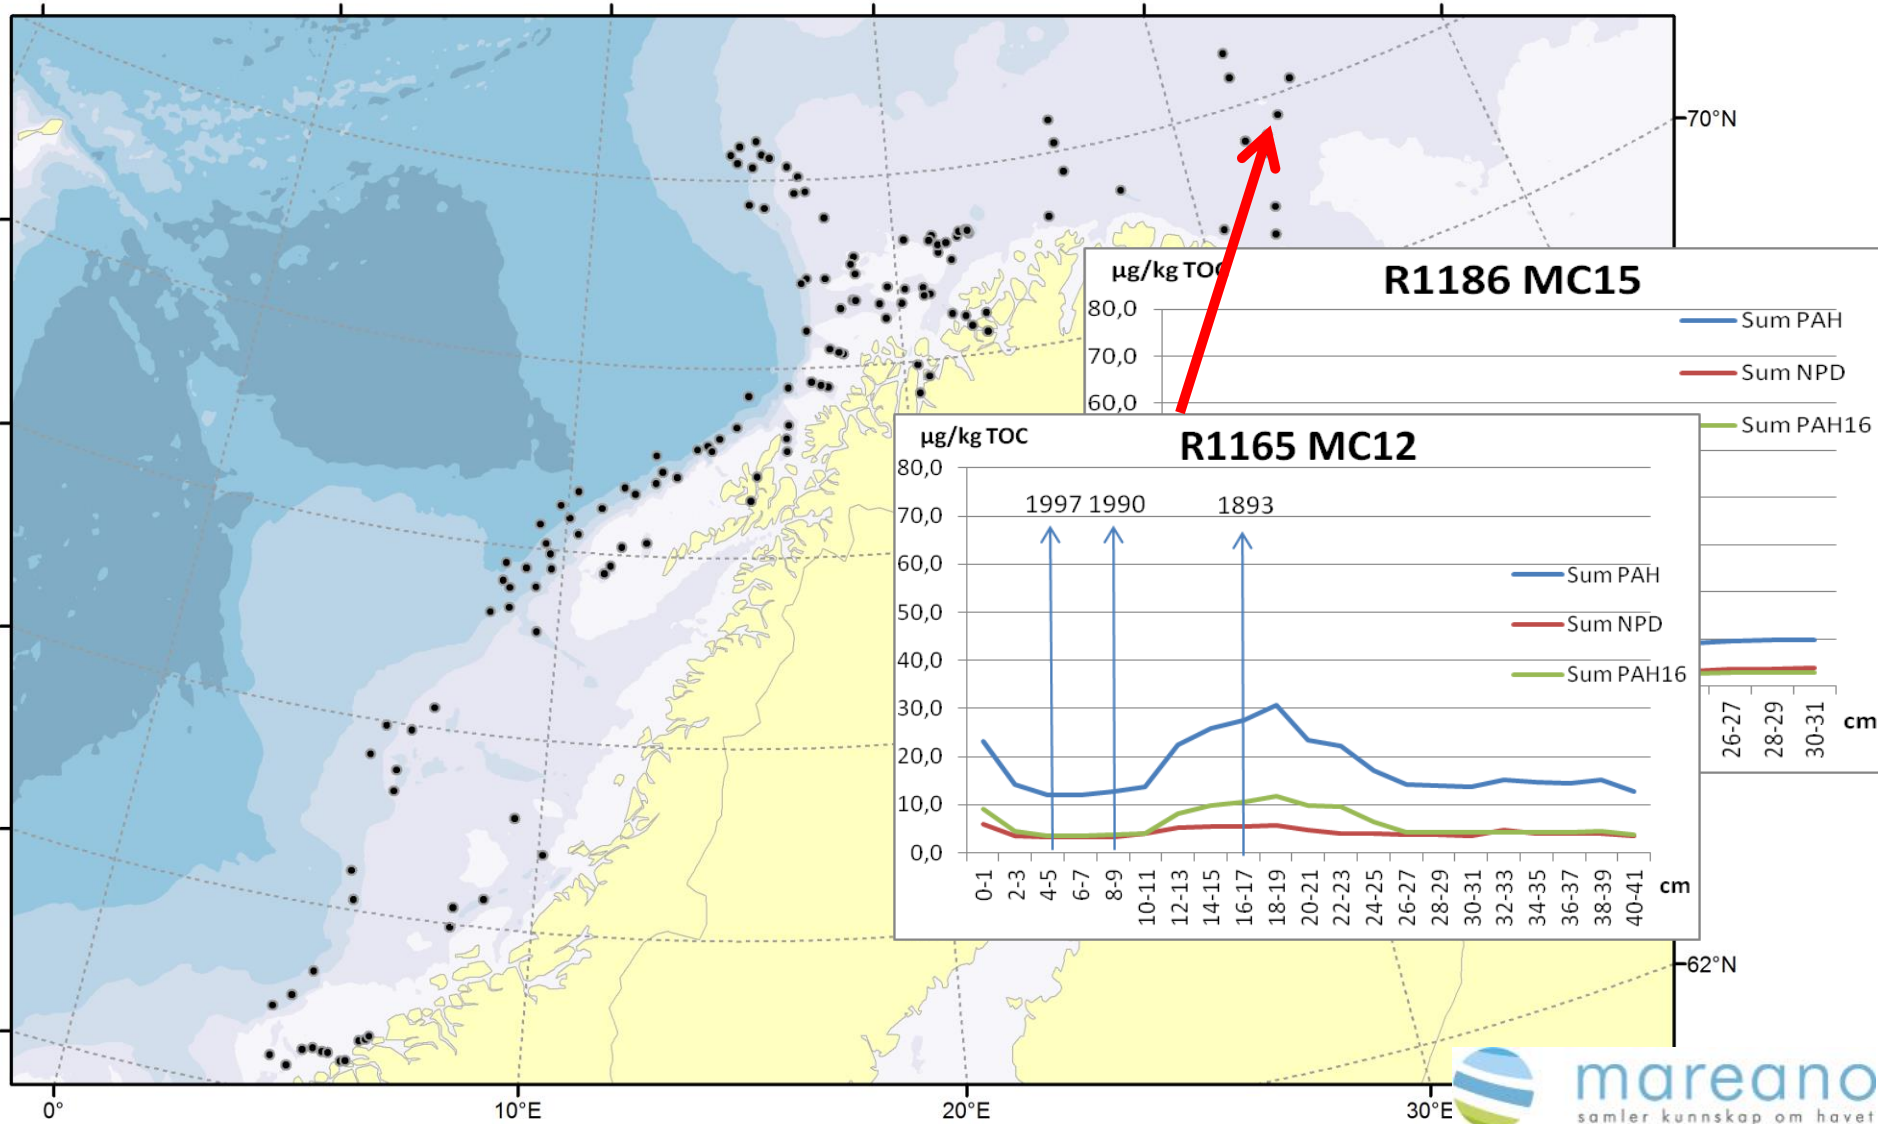 70°N
µg/kg TOC
R1186 MC15
80,0
70,0
60,0
Sum PAH
Sum NPD
Sum PAH16
26-27
28-29
30-31
cm
µg/kg TOC
R1165 MC12
80,0
70,0
60,0
50,0
40,0
30,0
20,0
10,0
0,0
1997 1990 1893
Sum PAH
Sum NPD
Sum PAH16
0-1
2-3
4-5
6-7
8-9
10-11
12-13
14-15
16-17
18-19
20-21
22-23
24-25
26-27
28-29
30-31
32-33
34-35
36-37
38-39
40-41
cm
62°N
0° 10°E 20°E 30°E
mareano
samler kunnskap om havet